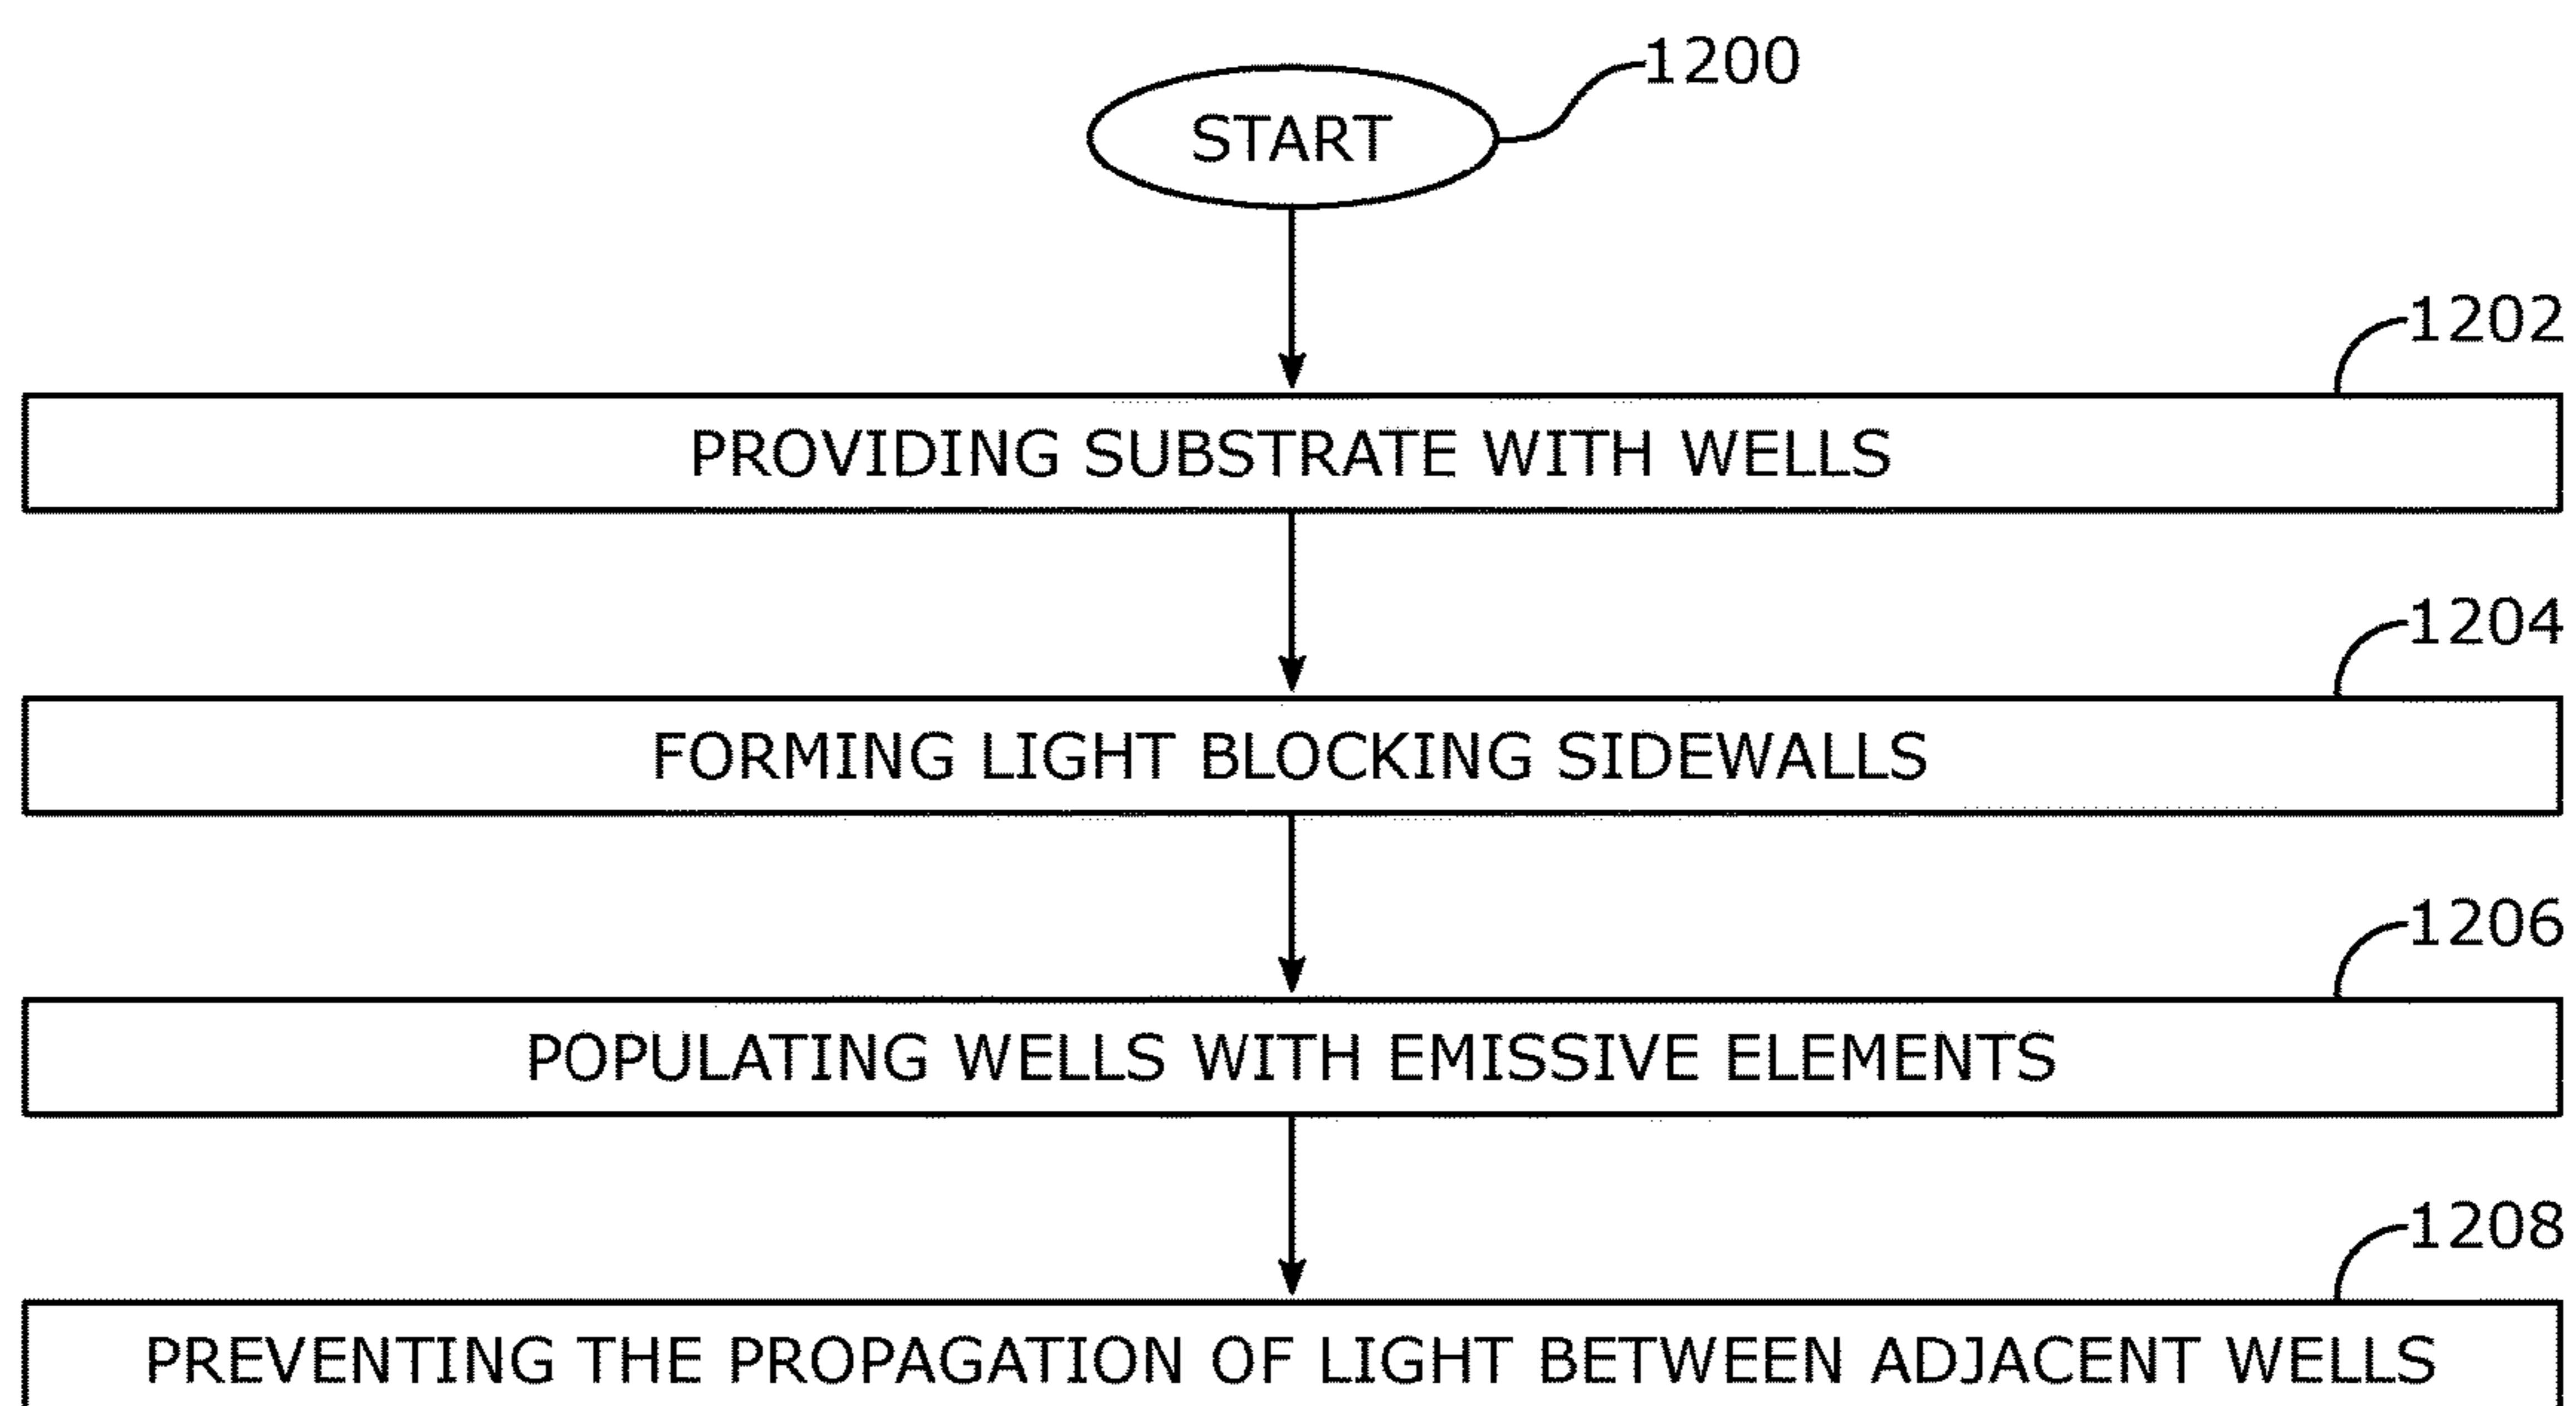 1200
START
1202
PROVIDING SUBSTRATE WITH WELLS
1204
FORMING LIGHT BLOCKING SIDEWALLS
1206
POPULATING WELLS WITH EMISSIVE ELEMENTS
1208
PREVENTING THE PROPAGATION OF LIGHT BETWEEN ADJACENT WELLS